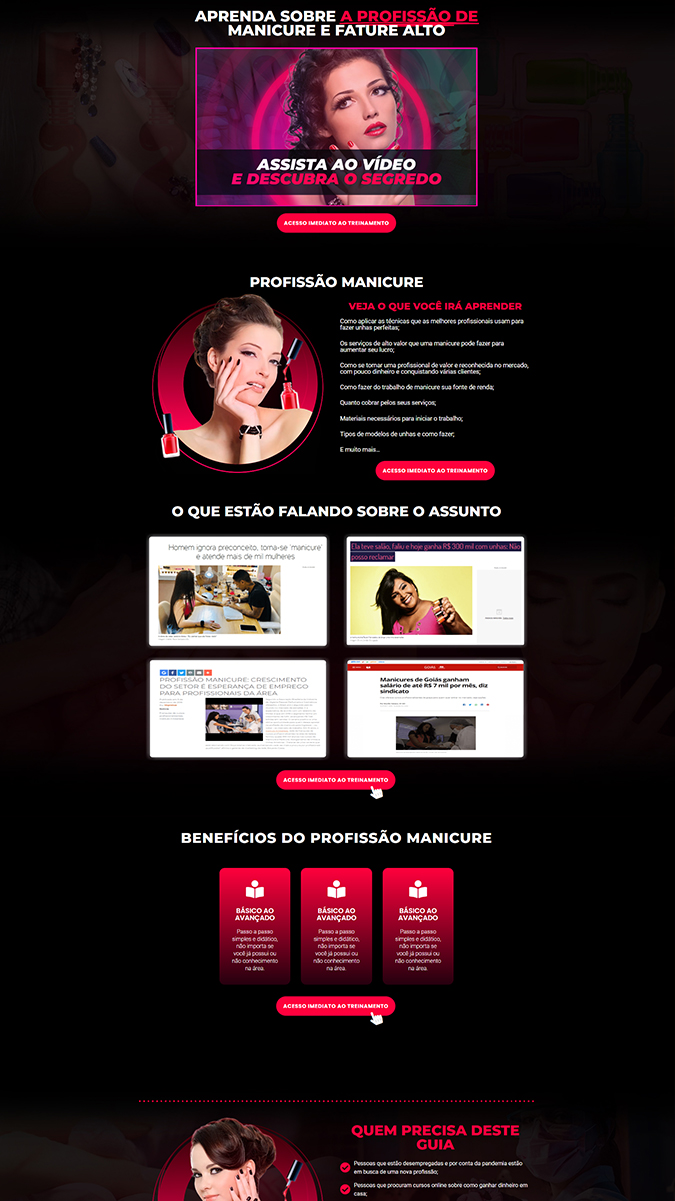 APRENDA SOBRE A PROFISSÃO DE
MANICURE E FATURE ALTO
ASSISTA AO VÍDEO
E DESCUBRA O SEGREDO
ACESSO IMEDIATO AO TREINAMENTO
PROFISSÃO MANICURE
VEJA O QUE VOCÊ IRÁ APRENDER
Como aplicar as técnicas que as melhores profissionais usam para
fazer unhas perfeitas;
Os serviços de alto valor que uma manicure pode fazer para
aumentar seu lucro;
Como se tornar uma profissional de valor e reconhecida no mercado,
com pouco dinheiro e conquistando várias clientes;
Como fazer do trabalho de manicure sua fonte de renda;
Quanto cobrar pelos seus serviços;
Materiais necessários para iniciar o trabalho;
Tipos de modelos de unhas e como fazer;
E muito mais...
ACESSO IMEDIATO AO TREINAMENTO
O QUE ESTÃO FALANDO SOBRE O ASSUNTO
Homem ignora preconceito, torna-se 'manicure'
e atende mais de mil mulheres
Ela teve salão, faliu e hoje ganha R$ 300 mil com unhas: Não
posso reclamar
PROFISSÃO MANICURE: CRESCIMENTO
DO SETOR É ESPERANÇA DE EMPREGO
PARA PROFISSIONAIS DA ÁREA
GOIÁS
Manicures de Goiás ganham
salário de até R$ 7 mil por mês, diz
sindicato
ACESSO IMEDIATO AO TREINAMENTO
BENEFÍCIOS DO PROFISSÃO MANICURE
BÁSICO AO
AVANÇADO
Passo a passo
simples e didático,
não importa se
você já possui ou
não conhecimento
na área.
BÁSICO AO
AVANÇADO
Passo a passo
simples e didático,
não importa se
você já possui ou
não conhecimento
na área.
BÁSICO AO
AVANÇADO
Passo a passo
simples e didático,
não importa se
você já possui ou
não conhecimento
na área.
ACESSO IMEDIATO AO TREINAMENTO
QUEM PRECISA DESTE
GUIA
Pessoas que estão desempregadas e por conta da pandemia estão
em busca de uma nova profissão;
Pessoas que procuram cursos online sobre como ganhar dinheiro em
casa;